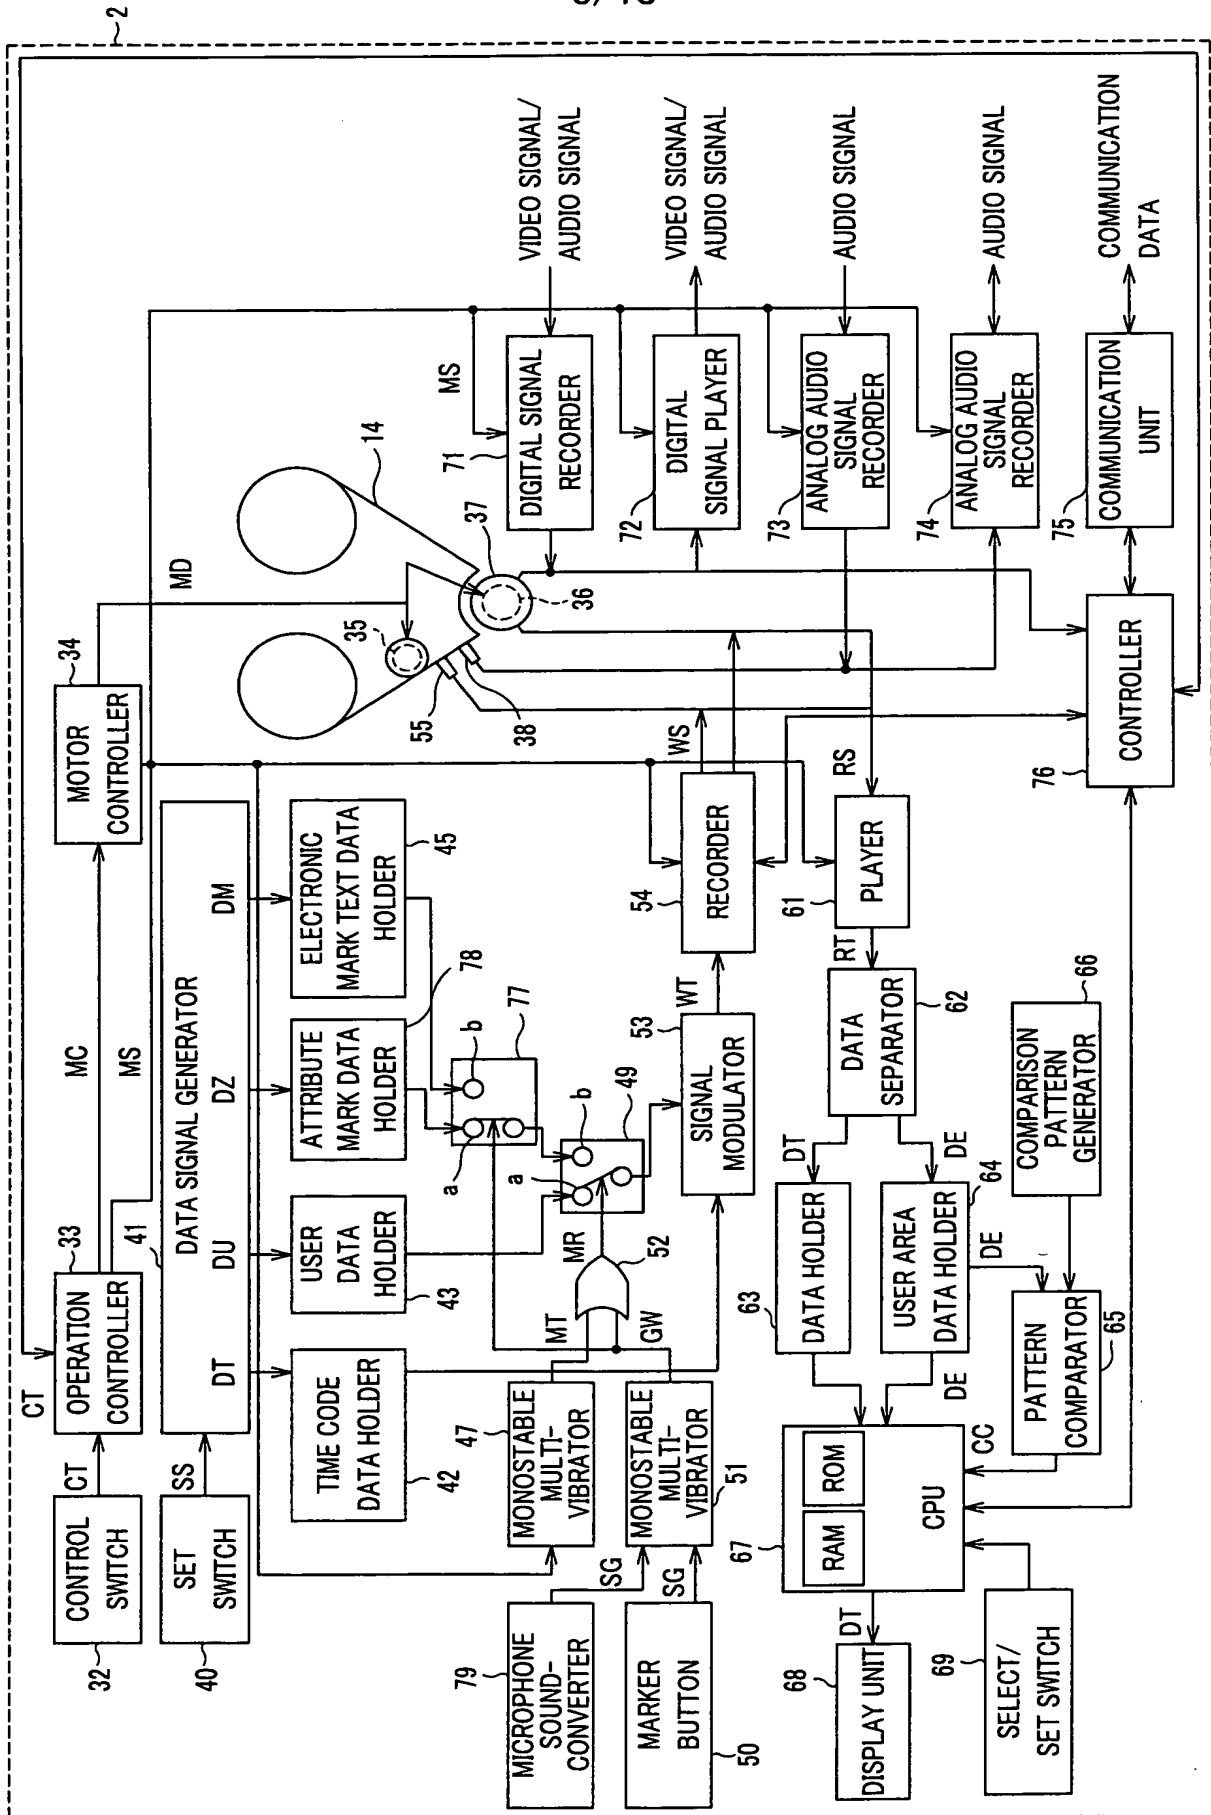 2
CT
33
OPERATION
CONTROLLER
MC
MS
34
MOTOR
CONTROLLER
MD
CT
CONTROL
SWITCH
32
SS
SET
SWITCH
40
41
DATA SIGNAL GENERATOR
DT
DU
DZ
DM
TIME CODE
DATA HOLDER
42
USER
DATA
HOLDER
43
ATTRIBUTE
MARK DATA
HOLDER
78
ELECTRONIC
MARK TEXT DATA
HOLDER
45
35
55
38
37
36
14
a
b
77
a
b
49
MR
52
MT
GW
47
MONOSTABLE
MULTI-
VIBRATOR
MONOSTABLE
MULTI-
VIBRATOR
51
79
MICROPHONE
SOUND-
CONVERTER
SG
MARKER
BUTTON
50
SG
53
SIGNAL
MODULATOR
WT
54
RECORDER
WS
MS
71
DIGITAL SIGNAL
RECORDER
VIDEO SIGNAL/
AUDIO SIGNAL
72
DIGITAL
SIGNAL PLAYER
VIDEO SIGNAL/
AUDIO SIGNAL
73
ANALOG AUDIO
SIGNAL
RECORDER
AUDIO SIGNAL
74
ANALOG AUDIO
SIGNAL
RECORDER
AUDIO SIGNAL
75
COMMUNICATION
UNIT
COMMUNICATION
DATA
76
CONTROLLER
RS
61
PLAYER
RT
DATA
SEPARATOR
62
DT
DE
63
DATA HOLDER
USER AREA
DATA HOLDER
64
DE
DE
COMPARISON
PATTERN
GENERATOR
66
PATTERN
COMPARATOR
65
CC
67
RAM
ROM
CPU
DT
68
DISPLAY UNIT
69
SELECT/
SET SWITCH